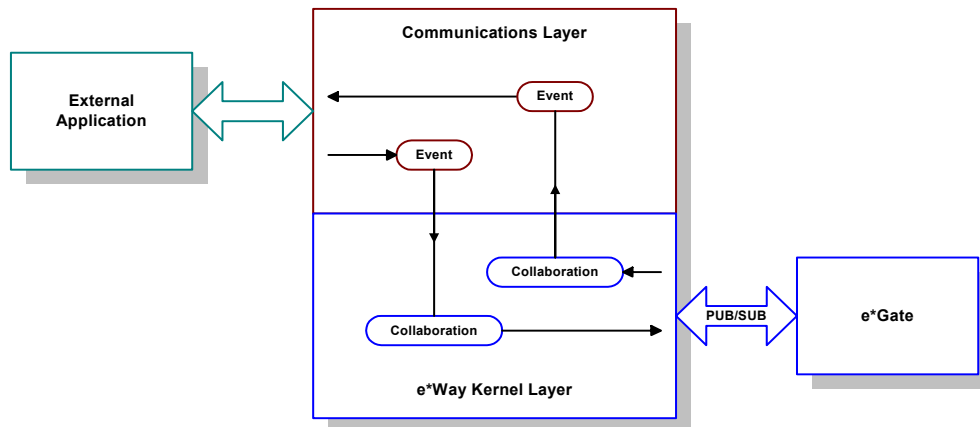 Communications Layer
External
Application
Event
Event
Collaboration
Collaboration
PUB/SUB
e*Gate
e*Way Kernel Layer